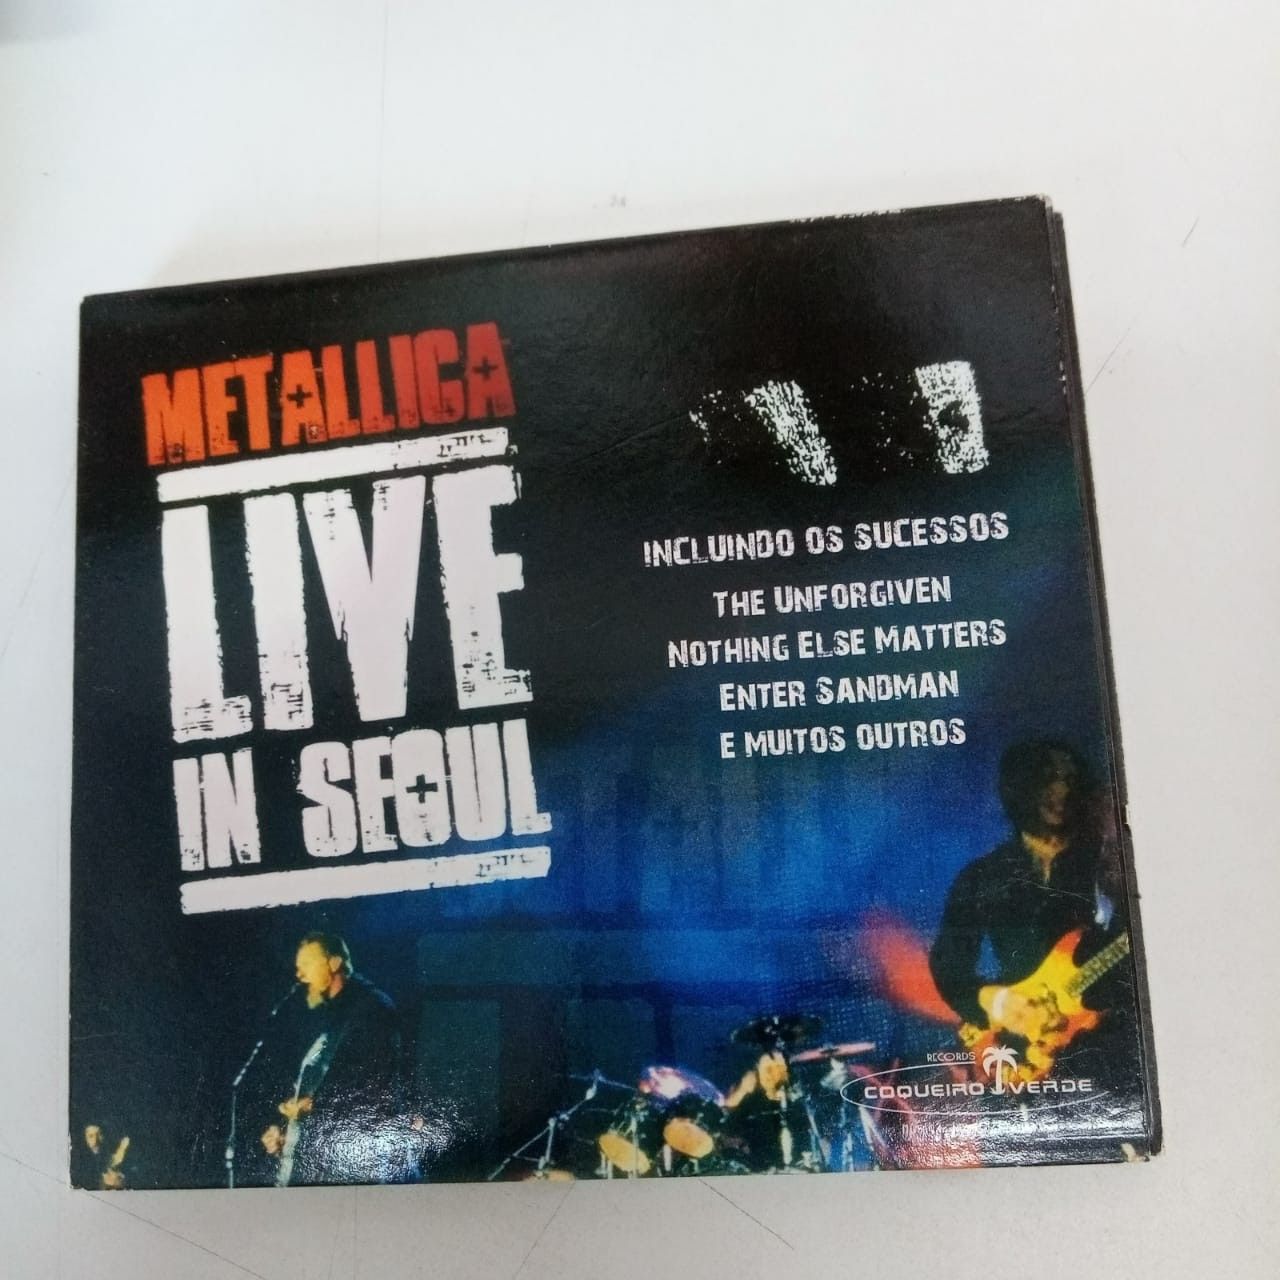 METALLICA
LIVE
IN SEOUL
INCLUINDO OS SUCESSOS
THE UNFORGIVEN
NOTHING ELSE MATTERS
ENTER SANDMAN
E MUITOS OUTROS
RECORDS
COQUEIRO VERDE